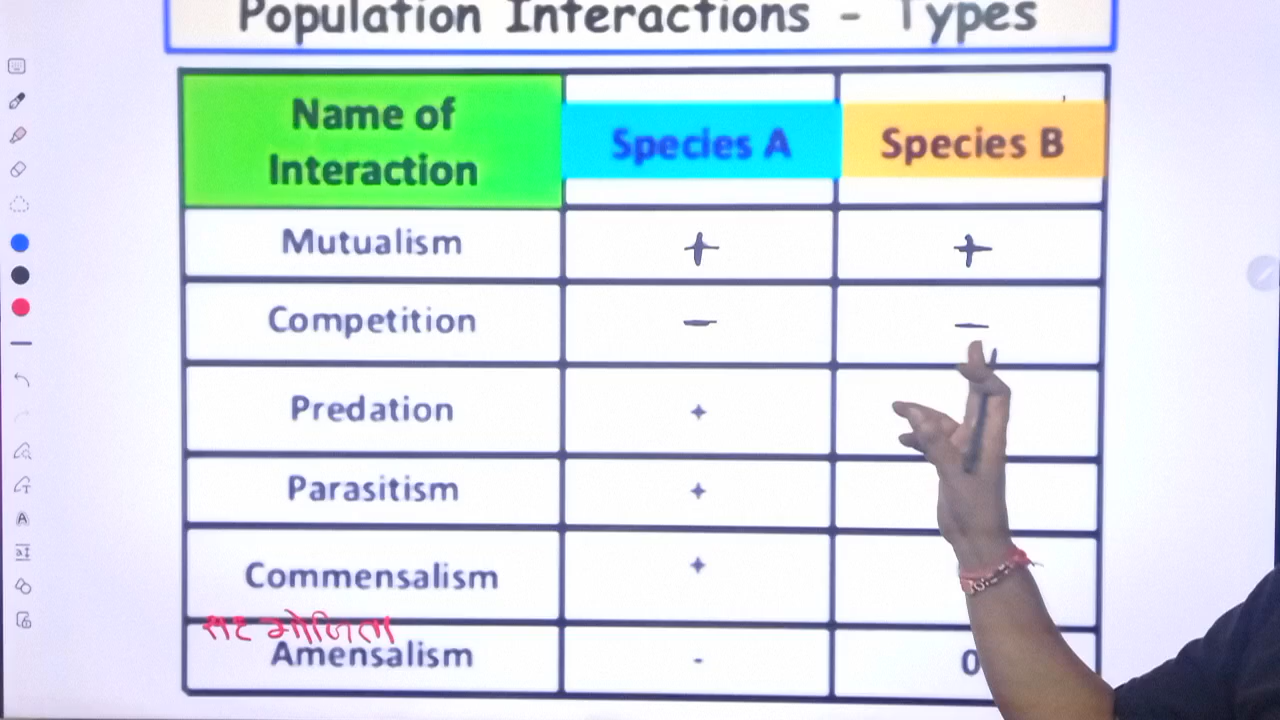 Population Interactions - Types
Name of Interaction Species A Species B
Mutualism + +
Competition - -
Predation +
Parasitism +
Commensalism +
सह भोजिता
Amensalism - 0